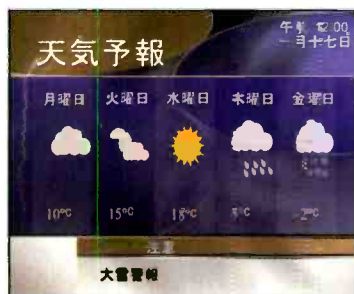 午前 12:00
一月十七日
天気予報
月曜日 火曜日 水曜日 木曜日 金曜日
10°C 15°C 18°C 5°C -2°C
注意
大雪警報